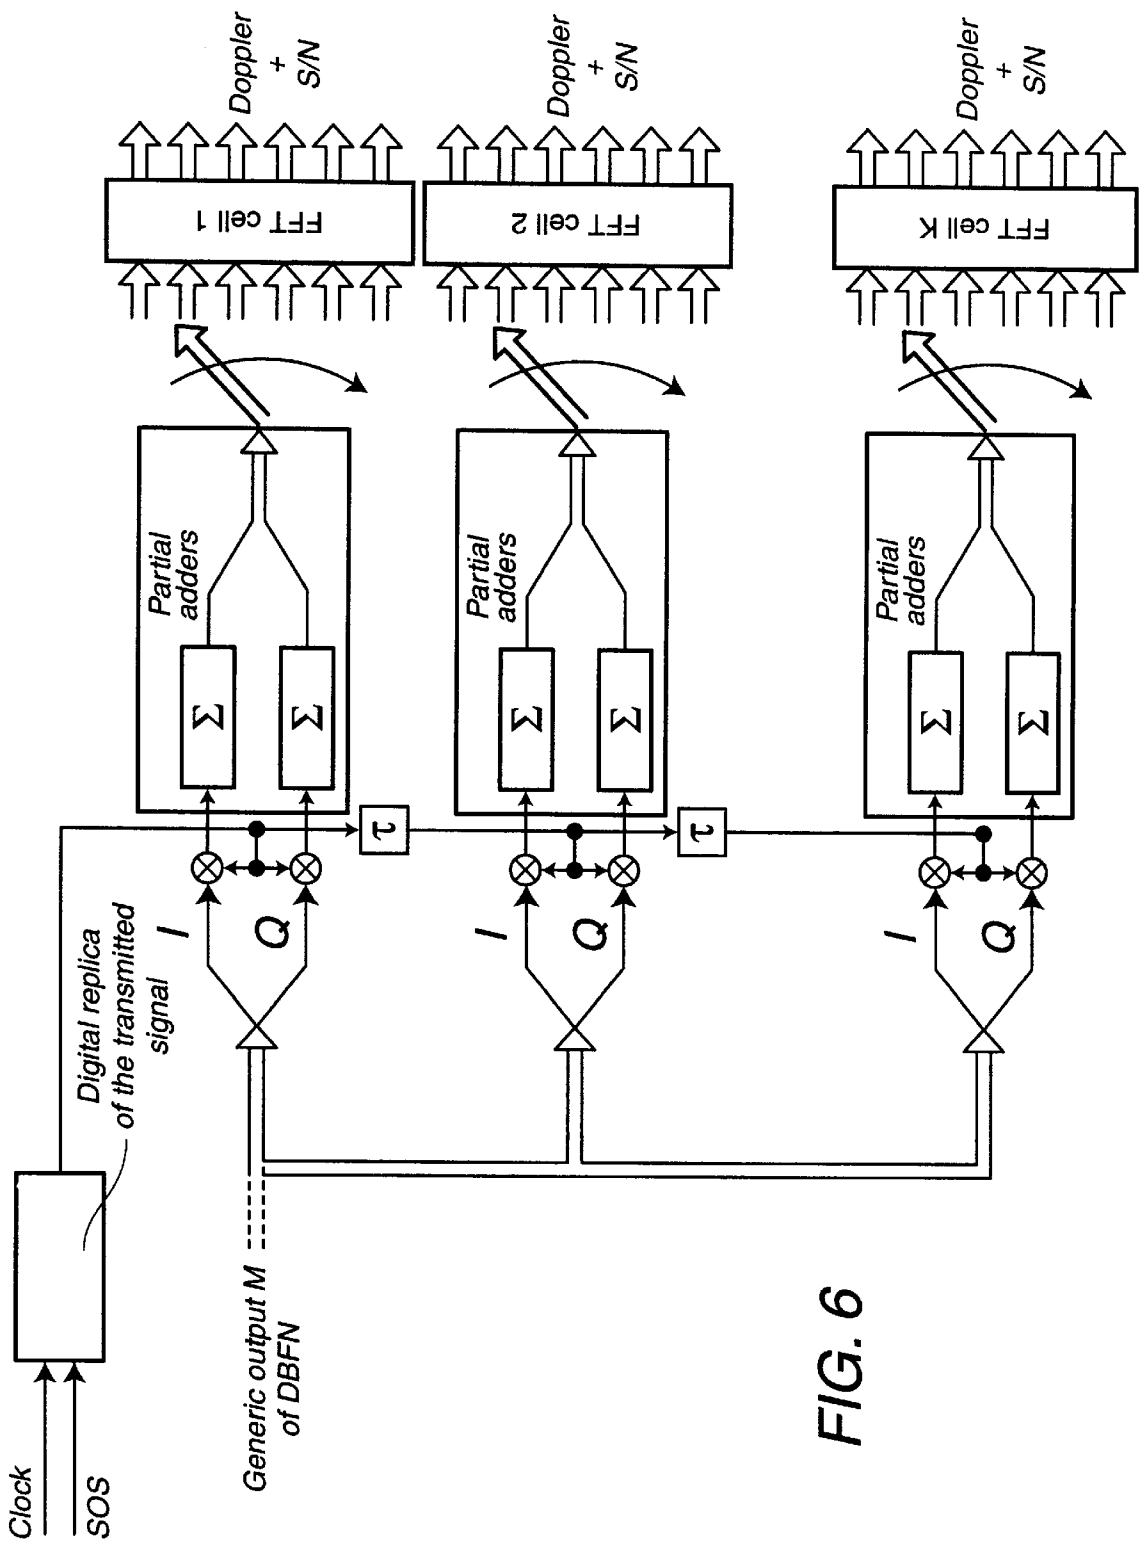 Clock
SOS
Digital replica
of the transmitted
signal
Generic output M
of DBFN
I
Q
τ
Σ
Σ
Partial
adders
FFT cell 1
Doppler
+
S/N
I
Q
τ
Σ
Σ
Partial
adders
FFT cell 2
Doppler
+
S/N
I
Q
Σ
Σ
Partial
adders
FFT cell K
Doppler
+
S/N
FIG. 6